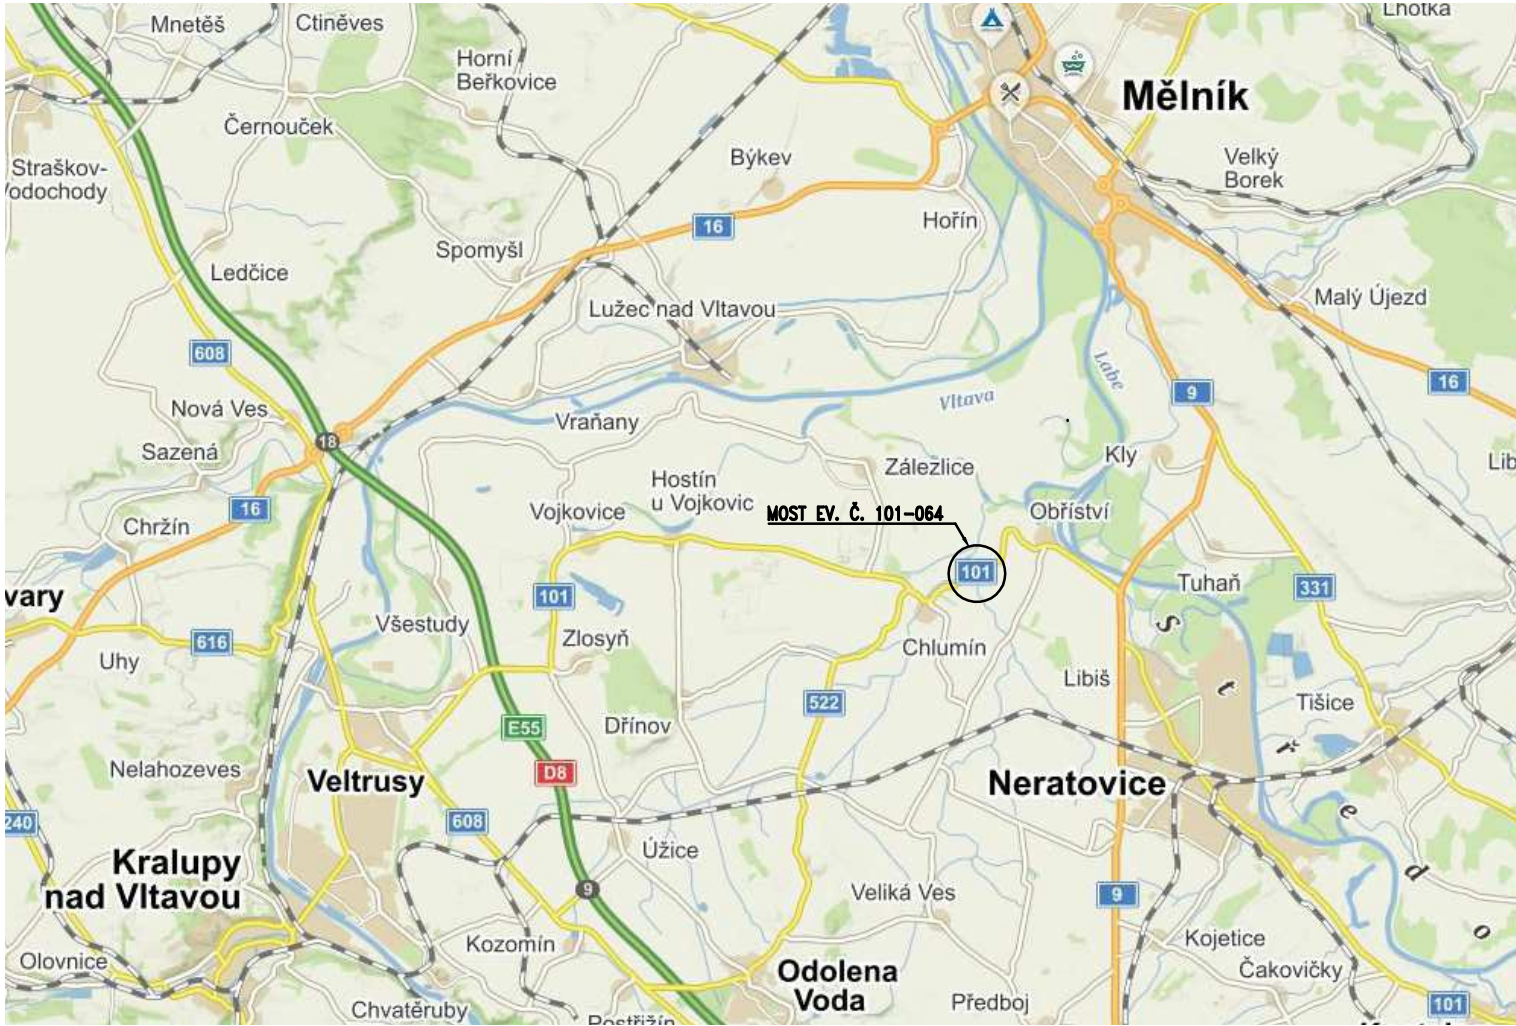 Mnetěš
Ctiněves
Lhotka
Horní
Beřkovice
Mělník
Černouček
Býkev
Velký
Borek
Straškov-
Vodochody
Hořín
16
Spomyšl
Ledčice
Malý Újezd
Lužec nad Vltavou
608
Labe
16
9
Vltava
Nová Ves
Vraňany
18
Sazená
Kly
Lib
Zálezlice
Hostín
u Vojkovic
16
Vojkovice
MOST EV. Č. 101-064
Obříství
Chržín
101
Tuhaň
331
101
vary
Všestudy
616
Zlosyň
Chlumín
Uhy
Libiš
522
Tišice
E55
Dřínov
Nelahozeves
D8
Veltrusy
Neratovice
240
608
Úžice
Kralupy
nad Vltavou
9
Veliká Ves
9
S t ř e d o
Kozomín
Kojetice
Olovnice
Odolena
Voda
Čakovičky
Předboj
101
Chvatěruby
Postřižín